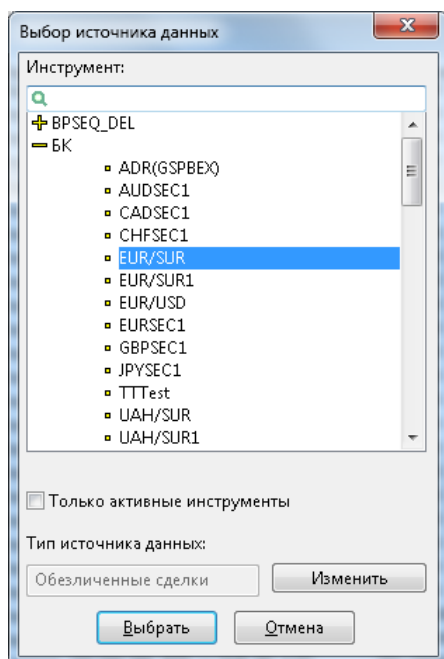 Выбор источника данных
Инструмент:
BPSEQ_DEL
БК
ADR(GSPBEX)
AUDSEC1
CADSEC1
CHFSEC1
EUR/SUR
EUR/SUR1
EUR/USD
EURSEC1
GBPSEC1
JPYSEC1
TTTest
UAH/SUR
UAH/SUR1
Только активные инструменты
Тип источника данных:
Обезличенные сделки Изменить
Выбрать Отмена